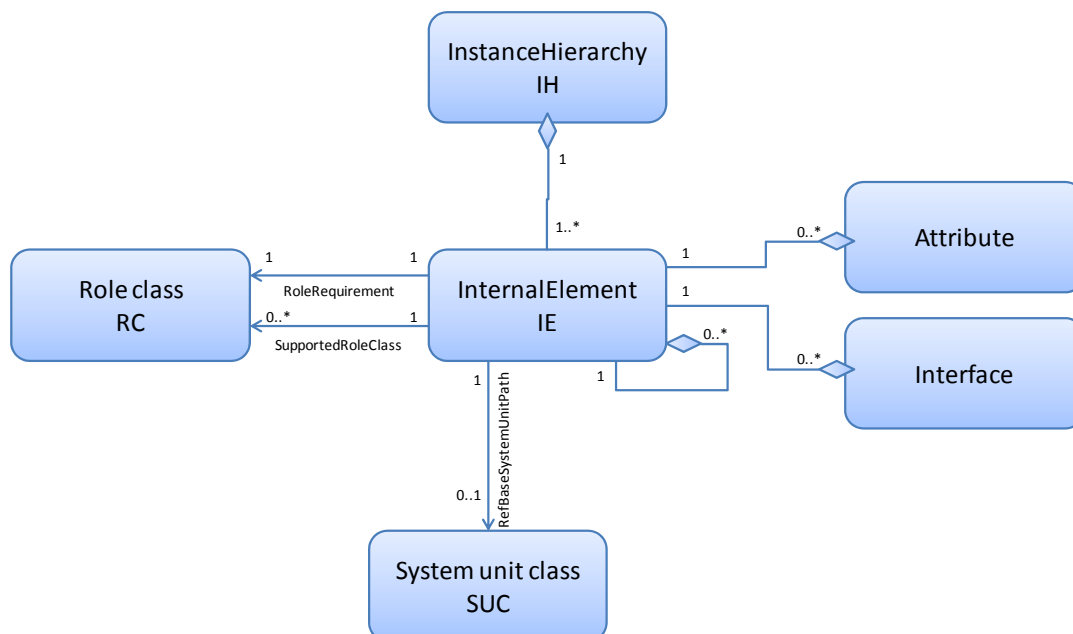 InstanceHierarchy
IH
1
1..*
Attribute
0..*
1
Role class
RC
1
1
RoleRequirement
0..*
1
SupportedRoleClass
InternalElement
IE
1
0..*
Interface
0..*
1
1
RefBaseSystemUnitPath
0..1
System unit class
SUC